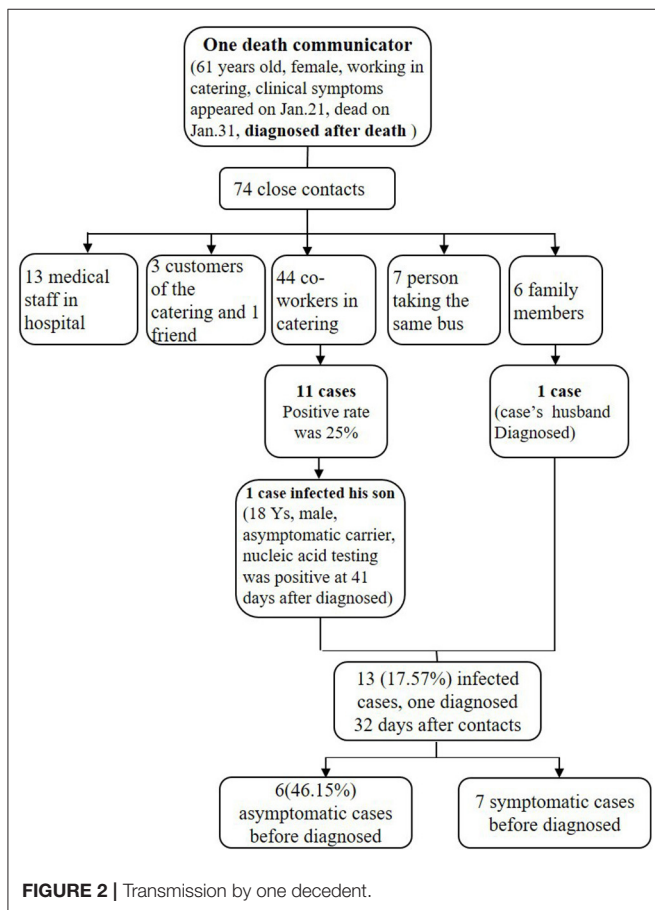 One death communicator
(61 years old, female, working in
catering, clinical symptoms
appeared on Jan.21, dead on
Jan.31, diagnosed after death )
74 close contacts
13 medical
staff in
hospital
3 customers
of the
catering and 1
friend
44 co-
workers in
catering
7 person
taking the
same bus
6 family
members
11 cases
Positive rate
was 25%
1 case
(case's husband
Diagnosed)
1 case infected his son
(18 Ys, male,
asymptomatic carrier,
nucleic acid testing
was positive at 41
days after diagnosed)
13 (17.57%) infected
cases, one diagnosed
32 days after contacts
6(46.15%)
asymptomatic cases
before diagnosed
7 symptomatic cases
before diagnosed
FIGURE 2 | Transmission by one decedent.